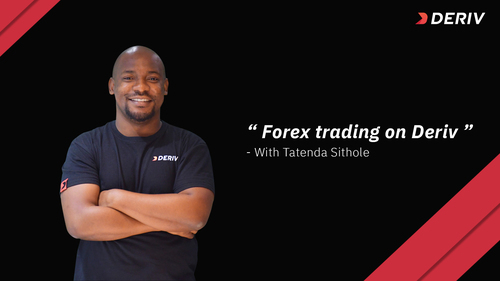 DERIV
DERIV
“ Forex trading on Deriv ”
- With Tatenda Sithole